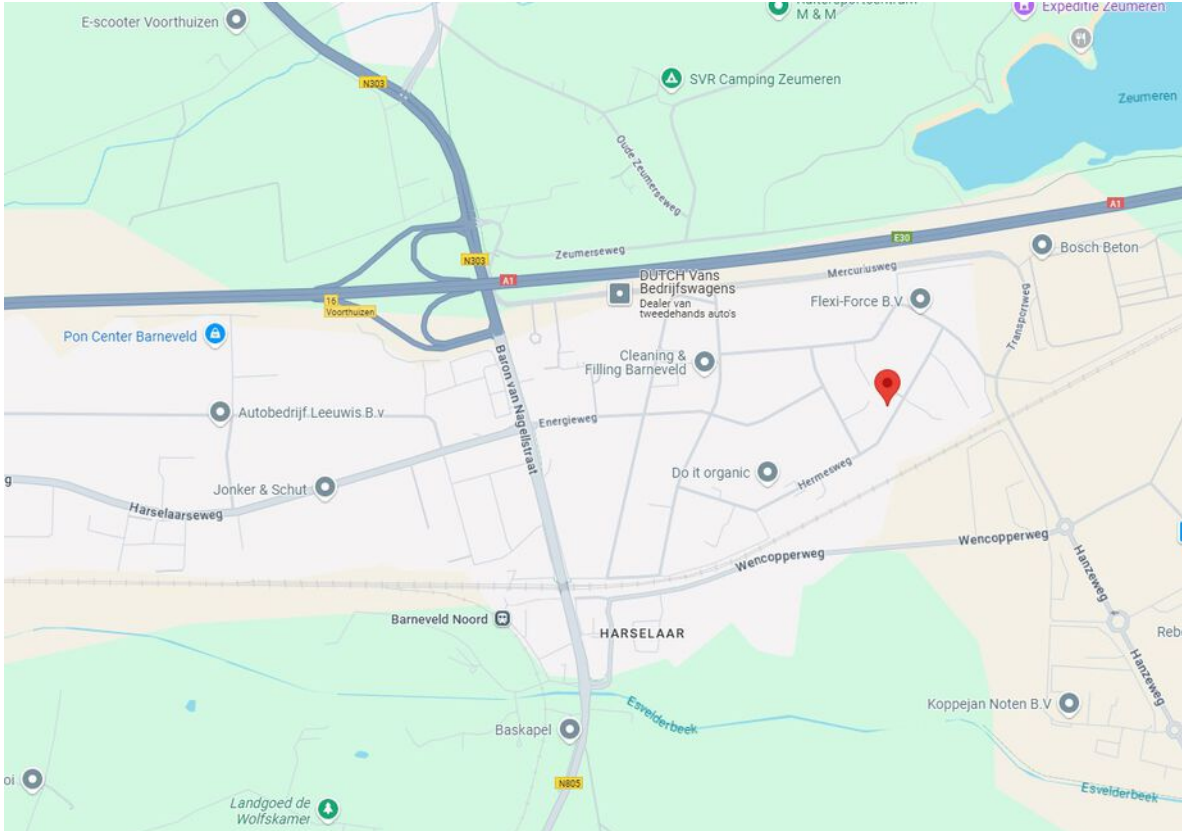 E-scooter Voorthuizen
M & M
Expeditie Zeumeren
N303
SVR Camping Zeumeren
Zeumeren
Oude Zeumerseweg
A1
E30
Zeumerseweg
N303
A1
Bosch Beton
Mercuriusweg
DUTCH Vans
Bedrijfswagens
Dealer van
tweedehands auto's
Flexi-Force B.V
16
Voorthuizen
Transportweg
Pon Center Barneveld
Cleaning &
Filling Barneveld
Baron van Nagellstraat
Autobedrijf Leeuwis B.v
Energieweg
Do it organic
Hermesweg
Jonker & Schut
g
Harselaarseweg
Wencopperweg
Wencopperweg
Hanzeweg
Barneveld Noord
HARSELAAR
Reb
Hanzeweg
Esvelderbeek
Koppejan Noten B.V
Baskapel
oi
N805
Esvelderbeek
Landgoed de
Wolfskamer